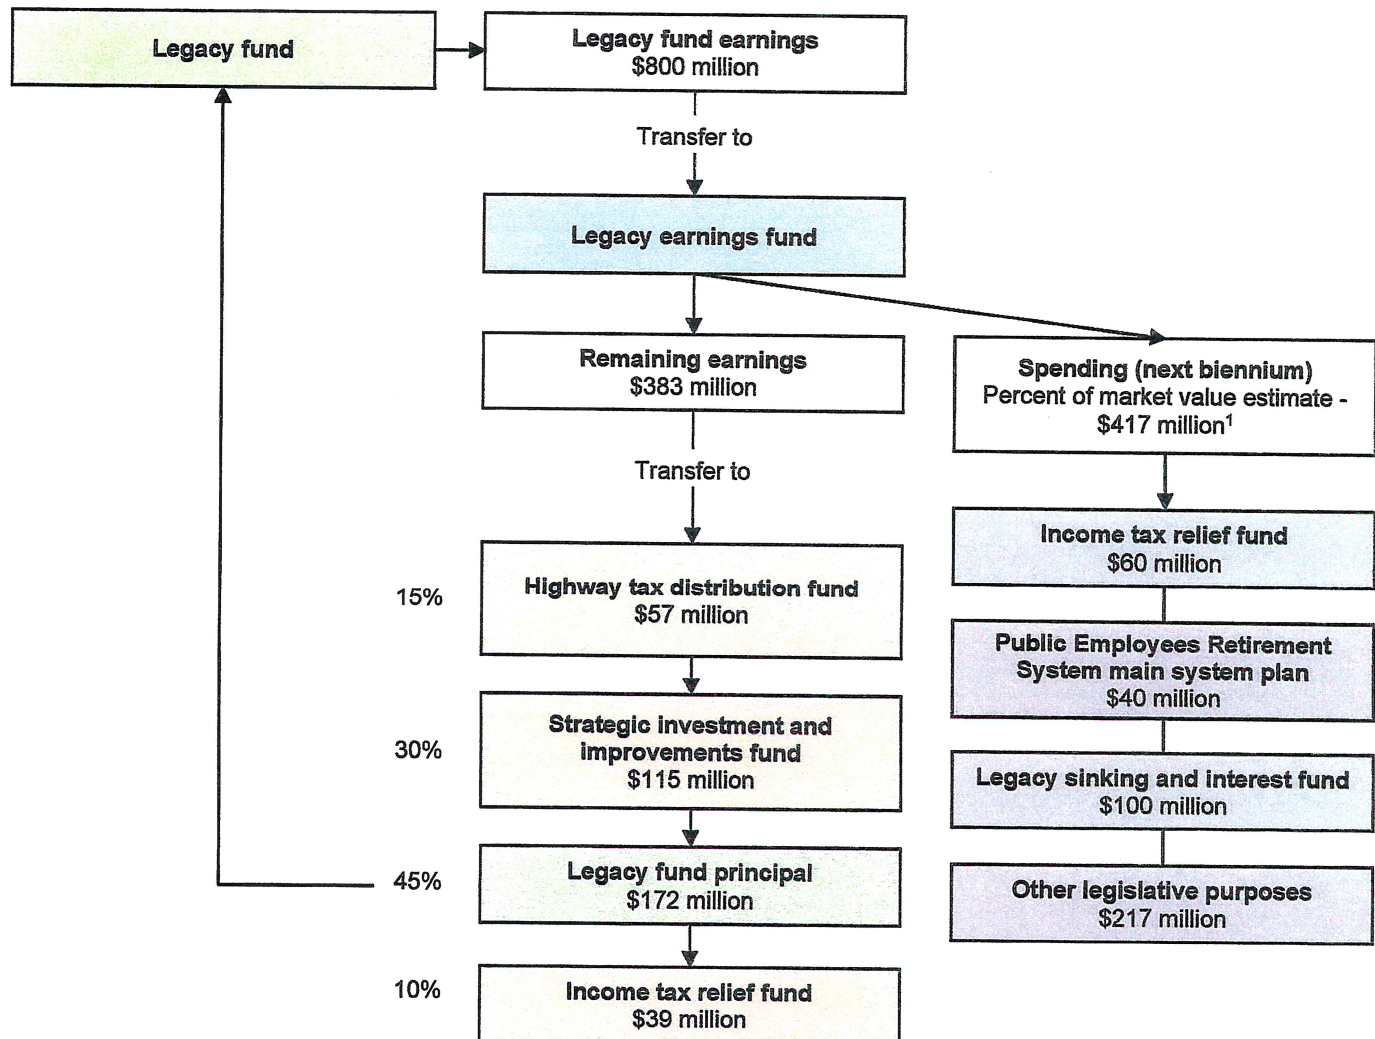 Legacy fund
Legacy fund earnings
$800 million
Transfer to
Legacy earnings fund
Remaining earnings
$383 million
Spending (next biennium)
Percent of market value estimate -
$417 million¹
Transfer to
15%
Highway tax distribution fund
$57 million
30%
Strategic investment and
improvements fund
$115 million
45%
Legacy fund principal
$172 million
10%
Income tax relief fund
$39 million
Income tax relief fund
$60 million
Public Employees Retirement
System main system plan
$40 million
Legacy sinking and interest fund
$100 million
Other legislative purposes
$217 million